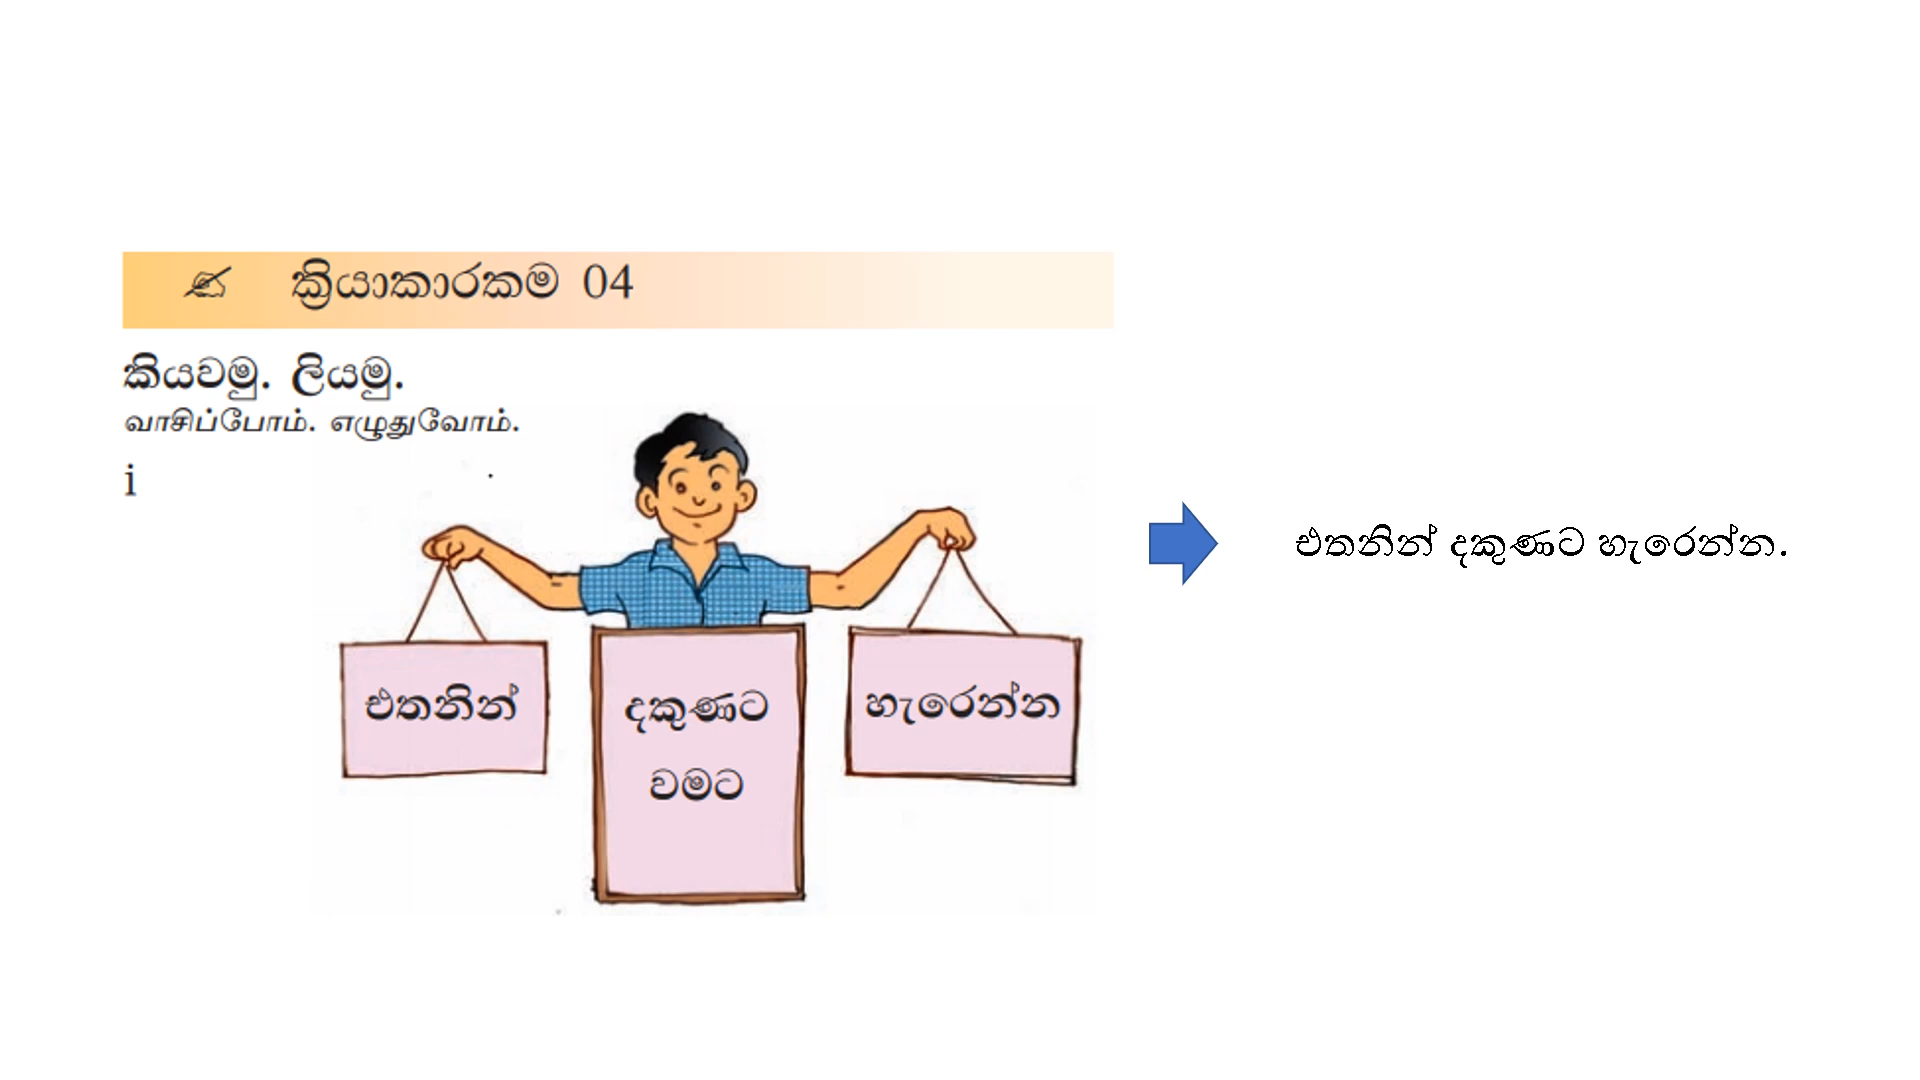 ක්‍රියාකාරකම 04
කියවමු. ලියමු.
வாசிப்போம். எழுதுவோம்.
i
එතනින්
දකුණට
වමට
හැරෙන්න
එතනින් දකුණට හැරෙන්න.